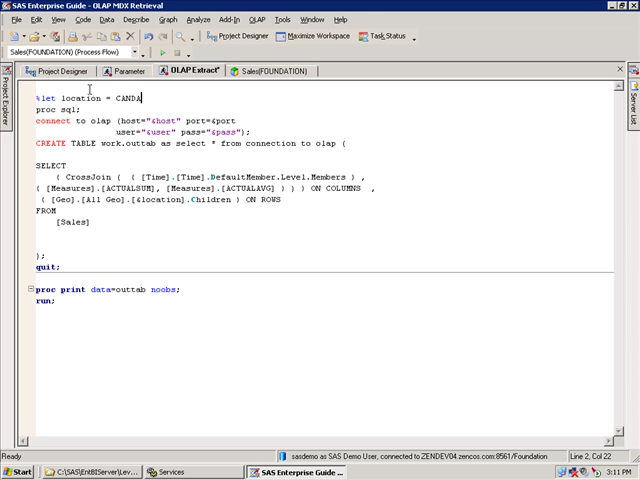 SAS Enterprise Guide - OLAP MDX Retrieval
File Edit View Code Data Describe Graph Analyze Add-In OLAP Tools Window Help
Project Designer Maximize Workspace Task Status
Sales(FOUNDATION) (Process Flow)
Project Designer Parameter OLAP Extract* Sales(FOUNDATION)
Project Explorer
Server List
%let location = CANDA
proc sql;
connect to olap (host="&host" port=&port
user="&user" pass="&pass");
CREATE TABLE work.outtab as select * from connection to olap (
SELECT
( CrossJoin ( ( [Time].[Time].DefaultMember.Level.Members ) ,
( [Measures].[ACTUALSUM], [Measures].[ACTUALAVG] ) ) ) ON COLUMNS ,
( [Geo].[All Geo].[&location].Children ) ON ROWS
FROM
[Sales]
);
quit;
proc print data=outtab noobs;
run;
Ready
sasdemo as SAS Demo User, connected to ZENDEV04.zencos.com:8561/Foundation
Line 2, Col 22
Start C:\SAS\EntBIServer\Lev... Services SAS Enterprise Guide ... 3:11 PM